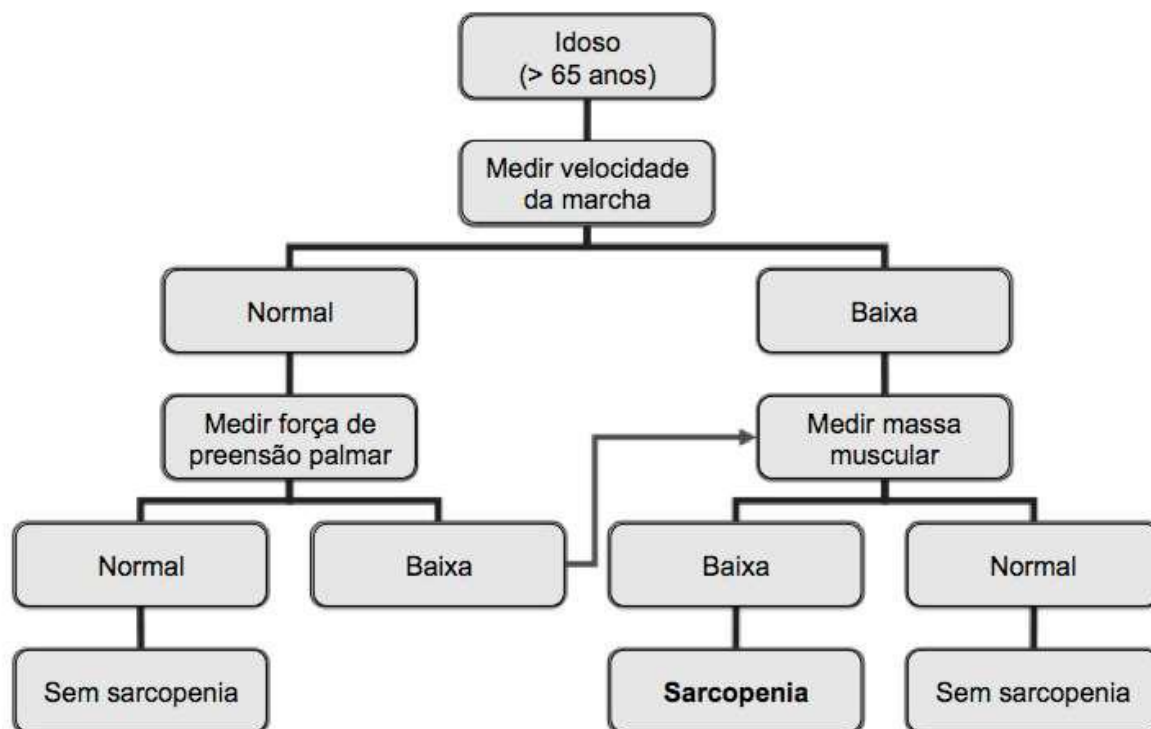 Idoso
(> 65 anos)
Medir velocidade
da marcha
Normal
Baixa
Medir força de
preensão palmar
Medir massa
muscular
Normal
Baixa
Baixa
Normal
Sem sarcopenia
Sarcopenia
Sem sarcopenia